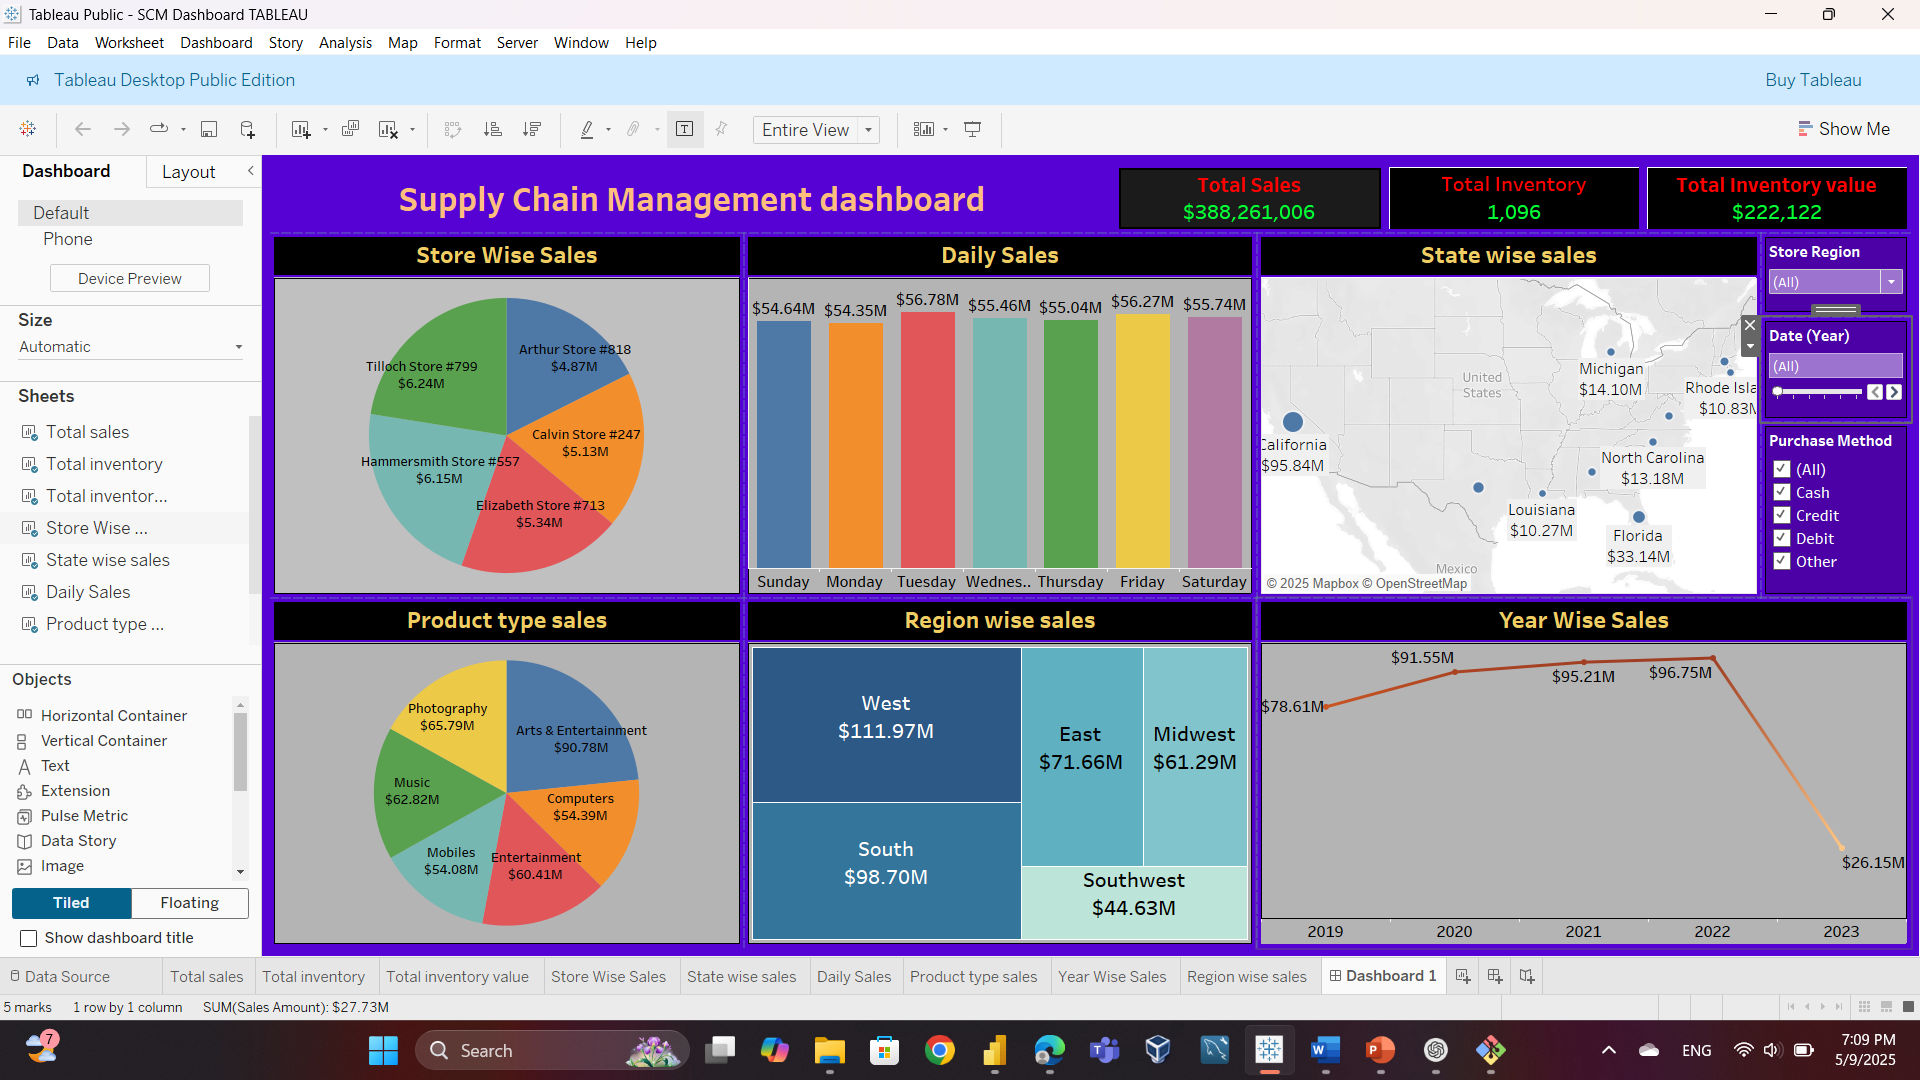 Tableau Public - SCM Dashboard TABLEAU
File Data Worksheet Dashboard Story Analysis Map Format Server Window Help
Tableau Desktop Public Edition
Buy Tableau
Entire View
Show Me
Dashboard
Layout
Default
Phone
Device Preview
Size
Automatic
Sheets
Total sales
Total inventory
Total inventor...
Store Wise ...
State wise sales
Daily Sales
Product type ...
Objects
Horizontal Container
Vertical Container
Text
Extension
Pulse Metric
Data Story
Image
Tiled
Floating
Show dashboard title
Supply Chain Management dashboard
Total Sales
$388,261,006
Total Inventory
1,096
Total Inventory value
$222,122
Store Wise Sales
Arthur Store #818
$4.87M
Tilloch Store #799
$6.24M
Calvin Store #247
$5.13M
Hammersmith Store #557
$6.15M
Elizabeth Store #713
$5.34M
Daily Sales
$54.64M $54.35M $56.78M $55.46M $55.04M $56.27M $55.74M
Sunday Monday Tuesday Wednes.. Thursday Friday Saturday
State wise sales
United
States
Michigan
$14.10M
Rhode Isla
$10.83M
California
$95.84M
North Carolina
$13.18M
Louisiana
$10.27M
Florida
$33.14M
Mexico
© 2025 Mapbox © OpenStreetMap
Store Region
(All)
Date (Year)
(All)
Purchase Method
(All)
Cash
Credit
Debit
Other
Product type sales
Photography
$65.79M
Arts & Entertainment
$90.78M
Music
$62.82M
Computers
$54.39M
Mobiles
$54.08M
Entertainment
$60.41M
Region wise sales
West
$111.97M
South
$98.70M
East
$71.66M
Midwest
$61.29M
Southwest
$44.63M
Year Wise Sales
$78.61M
$91.55M
$95.21M
$96.75M
$26.15M
2019 2020 2021 2022 2023
Data Source Total sales Total inventory Total inventory value Store Wise Sales State wise sales Daily Sales Product type sales Year Wise Sales Region wise sales Dashboard 1
5 marks 1 row by 1 column SUM(Sales Amount): $27.73M
7
Search
ENG
7:09 PM
5/9/2025